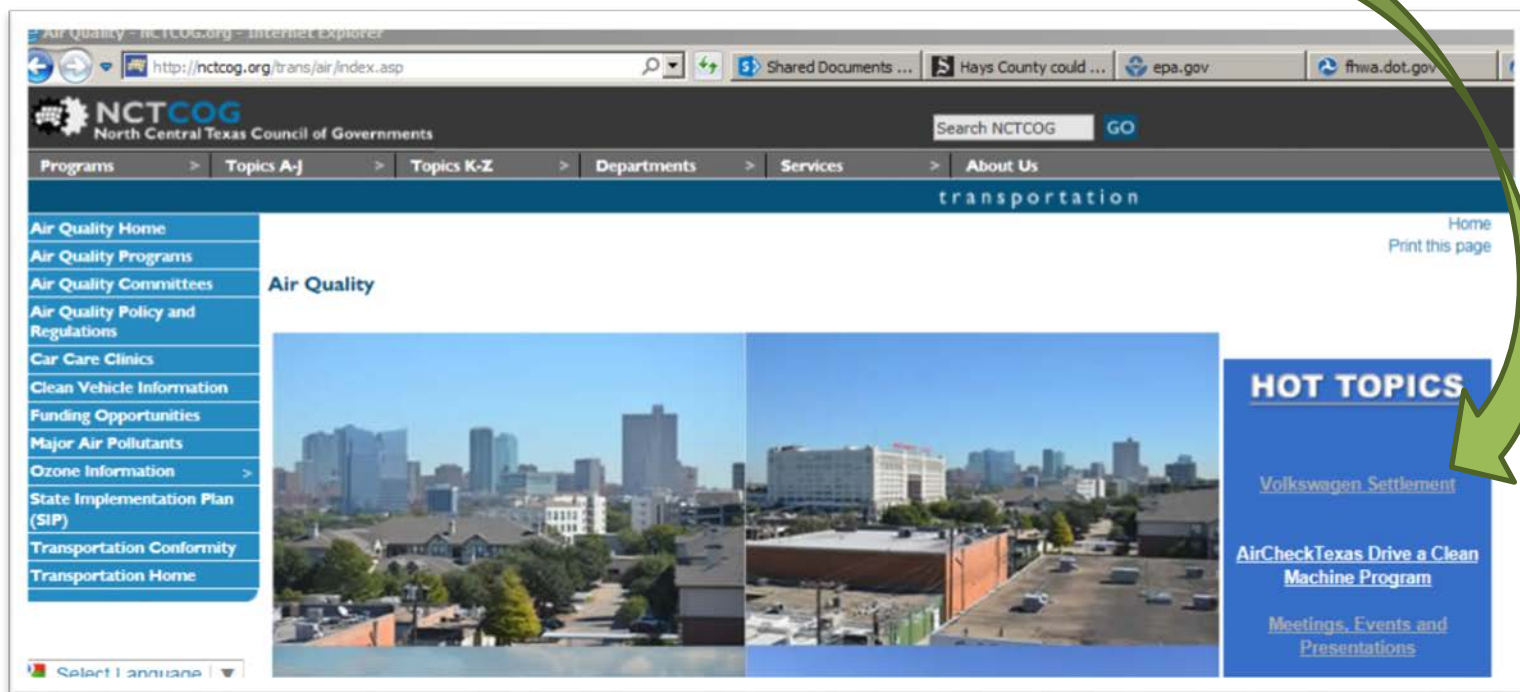 Air Quality - NCTCOG.org - Internet Explorer
http://nctcog.org/trans/air/index.asp
Shared Documents ...
Hays County could ...
epa.gov
fhwa.dot.gov
NCTCOG
North Central Texas Council of Governments
Search NCTCOG GO
Programs > Topics A-J > Topics K-Z > Departments > Services > About Us
transportation
Home
Print this page
Air Quality Home
Air Quality Programs
Air Quality Committees
Air Quality Policy and
Regulations
Car Care Clinics
Clean Vehicle Information
Funding Opportunities
Major Air Pollutants
Ozone Information >
State Implementation Plan
(SIP)
Transportation Conformity
Transportation Home
Select Language
Air Quality
HOT TOPICS
Volkswagen Settlement
AirCheckTexas Drive a Clean
Machine Program
Meetings, Events and
Presentations